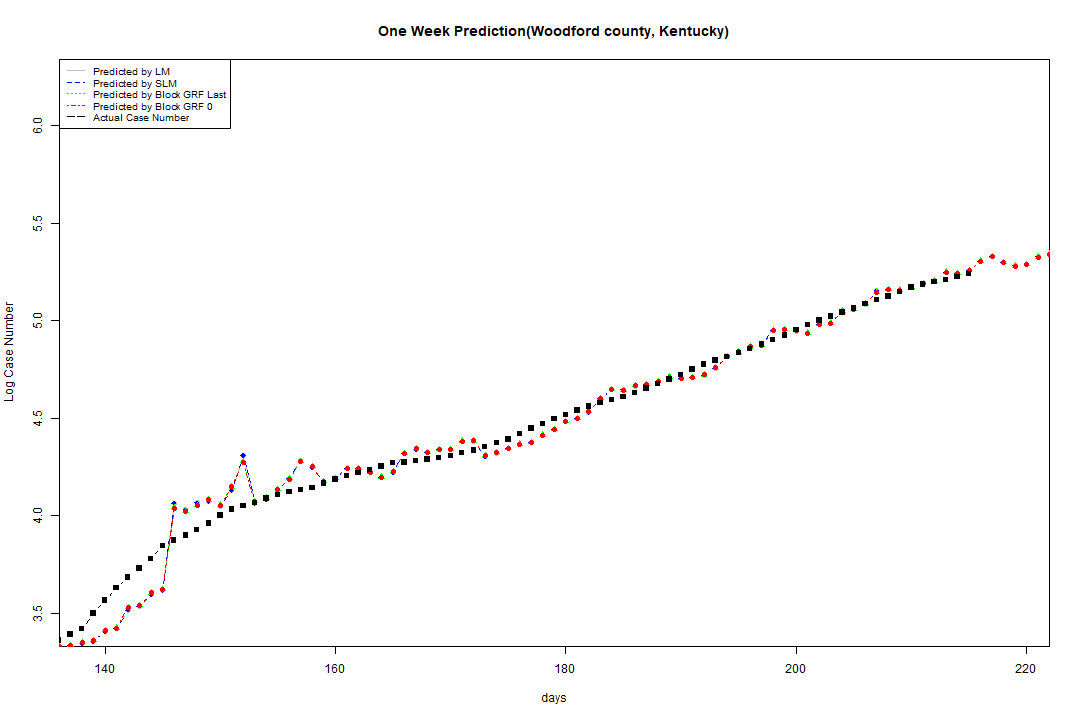 One Week Prediction(Woodford county, Kentucky)
Predicted by LM
Predicted by SLM
Predicted by Block GRF Last
Predicted by Block GRF 0
Actual Case Number
6.0
5.5
5.0
4.5
4.0
3.5
Log Case Number
140 160 180 200 220
days